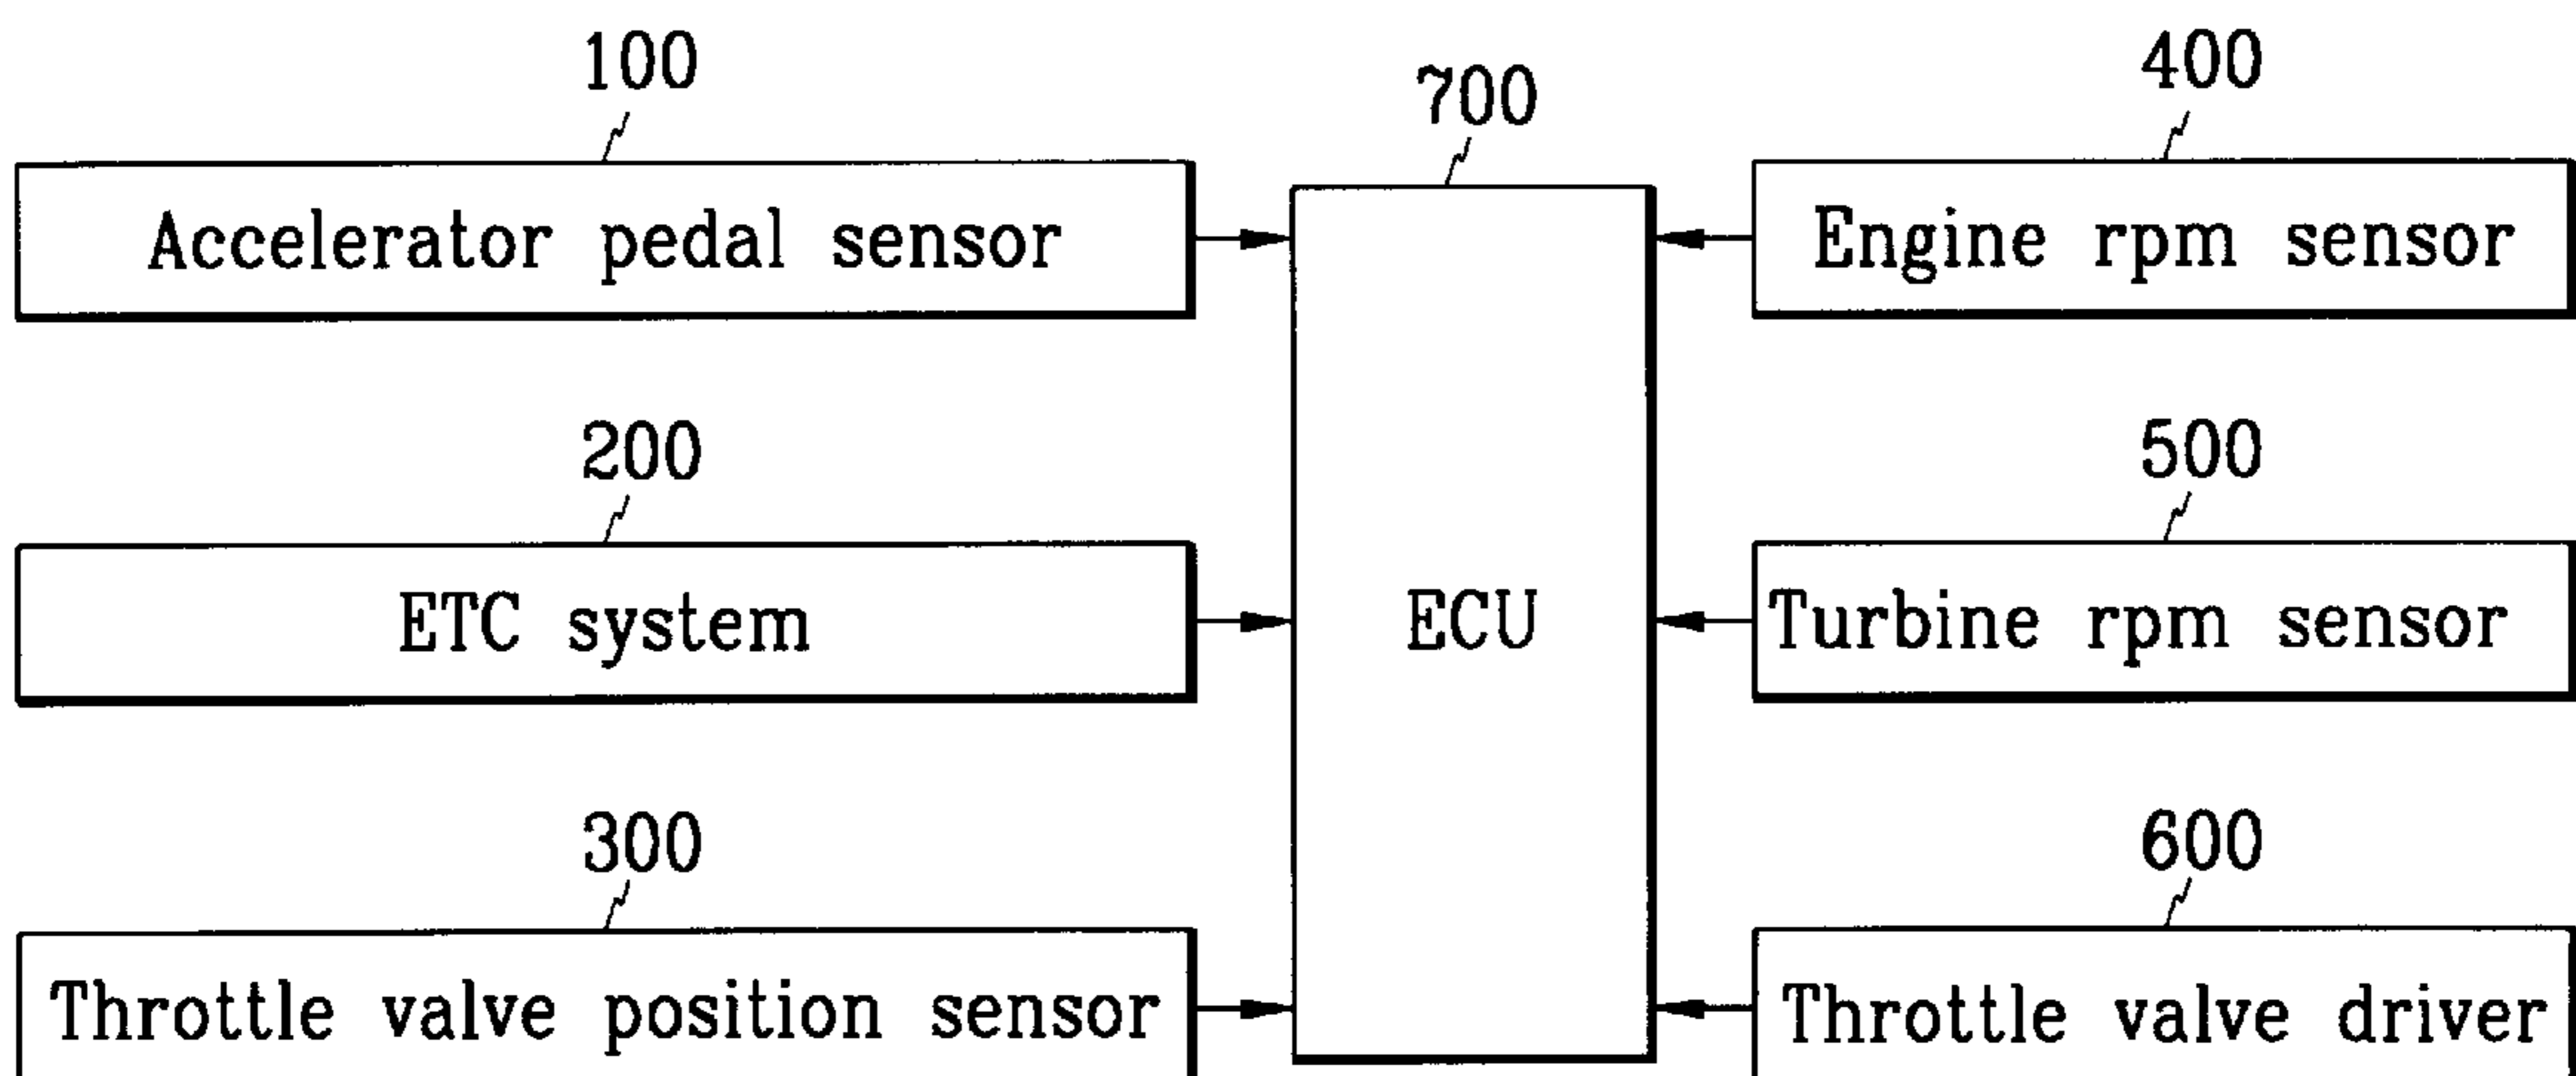 100
700
400
Accelerator pedal sensor
Engine rpm sensor
200
500
ETC system
ECU
Turbine rpm sensor
300
600
Throttle valve position sensor
Throttle valve driver